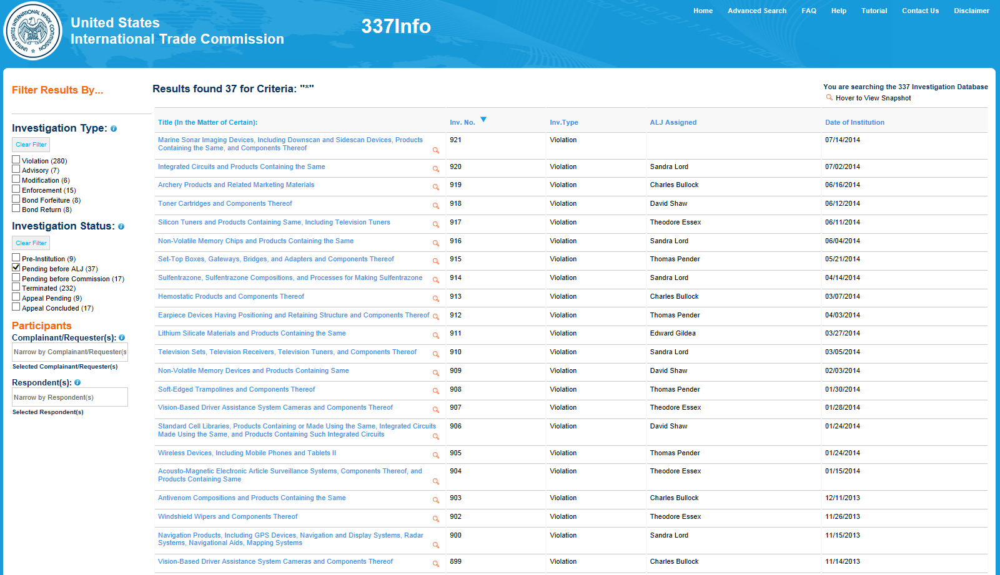 UNITED STATES INTERNATIONAL TRADE COMMISSION
United States
International Trade Commission
337Info
Home Advanced Search FAQ Help Tutorial Contact Us Disclaimer
Filter Results By...
Results found 37 for Criteria: "*"
You are searching the 337 Investigation Database
Hover to View Snapshot
Investigation Type:
Clear Filter
Violation (280)
Advisory (7)
Modification (6)
Enforcement (15)
Bond Forfeiture (8)
Bond Return (8)
Investigation Status:
Clear Filter
Pre-Institution (9)
Pending before ALJ (37)
Pending before Commission (17)
Terminated (232)
Appeal Pending (9)
Appeal Concluded (17)
Participants
Complainant/Requester(s):
Narrow by Complainant/Requester(s
Selected Complainant/Requester(s)
Respondent(s):
Narrow by Respondent(s)
Selected Respondent(s)
Title (In the Matter of Certain): Inv. No. Inv.Type ALJ Assigned Date of Institution
Marine Sonar Imaging Devices, Including Downscan and Sidescan Devices, Products 921 Violation 07/14/2014
Containing the Same, and Components Thereof
Integrated Circuits and Products Containing the Same 920 Violation Sandra Lord 07/02/2014
Archery Products and Related Marketing Materials 919 Violation Charles Bullock 06/16/2014
Toner Cartridges and Components Thereof 918 Violation David Shaw 06/12/2014
Silicon Tuners and Products Containing Same, Including Television Tuners 917 Violation Theodore Essex 06/11/2014
Non-Volatile Memory Chips and Products Containing the Same 916 Violation Sandra Lord 06/04/2014
Set-Top Boxes, Gateways, Bridges, and Adapters and Components Thereof 915 Violation Thomas Pender 05/21/2014
Sulfentrazone, Sulfentrazone Compositions, and Processes for Making Sulfentrazone 914 Violation Sandra Lord 04/14/2014
Hemostatic Products and Components Thereof 913 Violation Charles Bullock 03/07/2014
Earpiece Devices Having Positioning and Retaining Structure and Components Thereof 912 Violation Thomas Pender 04/03/2014
Lithium Silicate Materials and Products Containing the Same 911 Violation Edward Gildea 03/27/2014
Television Sets, Television Receivers, Television Tuners, and Components Thereof 910 Violation Sandra Lord 03/05/2014
Non-Volatile Memory Devices and Products Containing Same 909 Violation David Shaw 02/03/2014
Soft-Edged Trampolines and Components Thereof 908 Violation Thomas Pender 01/30/2014
Vision-Based Driver Assistance System Cameras and Components Thereof 907 Violation Theodore Essex 01/28/2014
Standard Cell Libraries, Products Containing or Made Using the Same, Integrated Circuits 906 Violation David Shaw 01/24/2014
Made Using the Same, and Products Containing Such Integrated Circuits
Wireless Devices, Including Mobile Phones and Tablets II 905 Violation Thomas Pender 01/24/2014
Acousto-Magnetic Electronic Article Surveillance Systems, Components Thereof, and 904 Violation Theodore Essex 01/15/2014
Products Containing Same
Antivenom Compositions and Products Containing the Same 903 Violation Charles Bullock 12/11/2013
Windshield Wipers and Components Thereof 902 Violation Theodore Essex 11/26/2013
Navigation Products, Including GPS Devices, Navigation and Display Systems, Radar 900 Violation Sandra Lord 11/15/2013
Systems, Navigational Aids, Mapping Systems
Vision-Based Driver Assistance System Cameras and Components Thereof 899 Violation Charles Bullock 11/14/2013